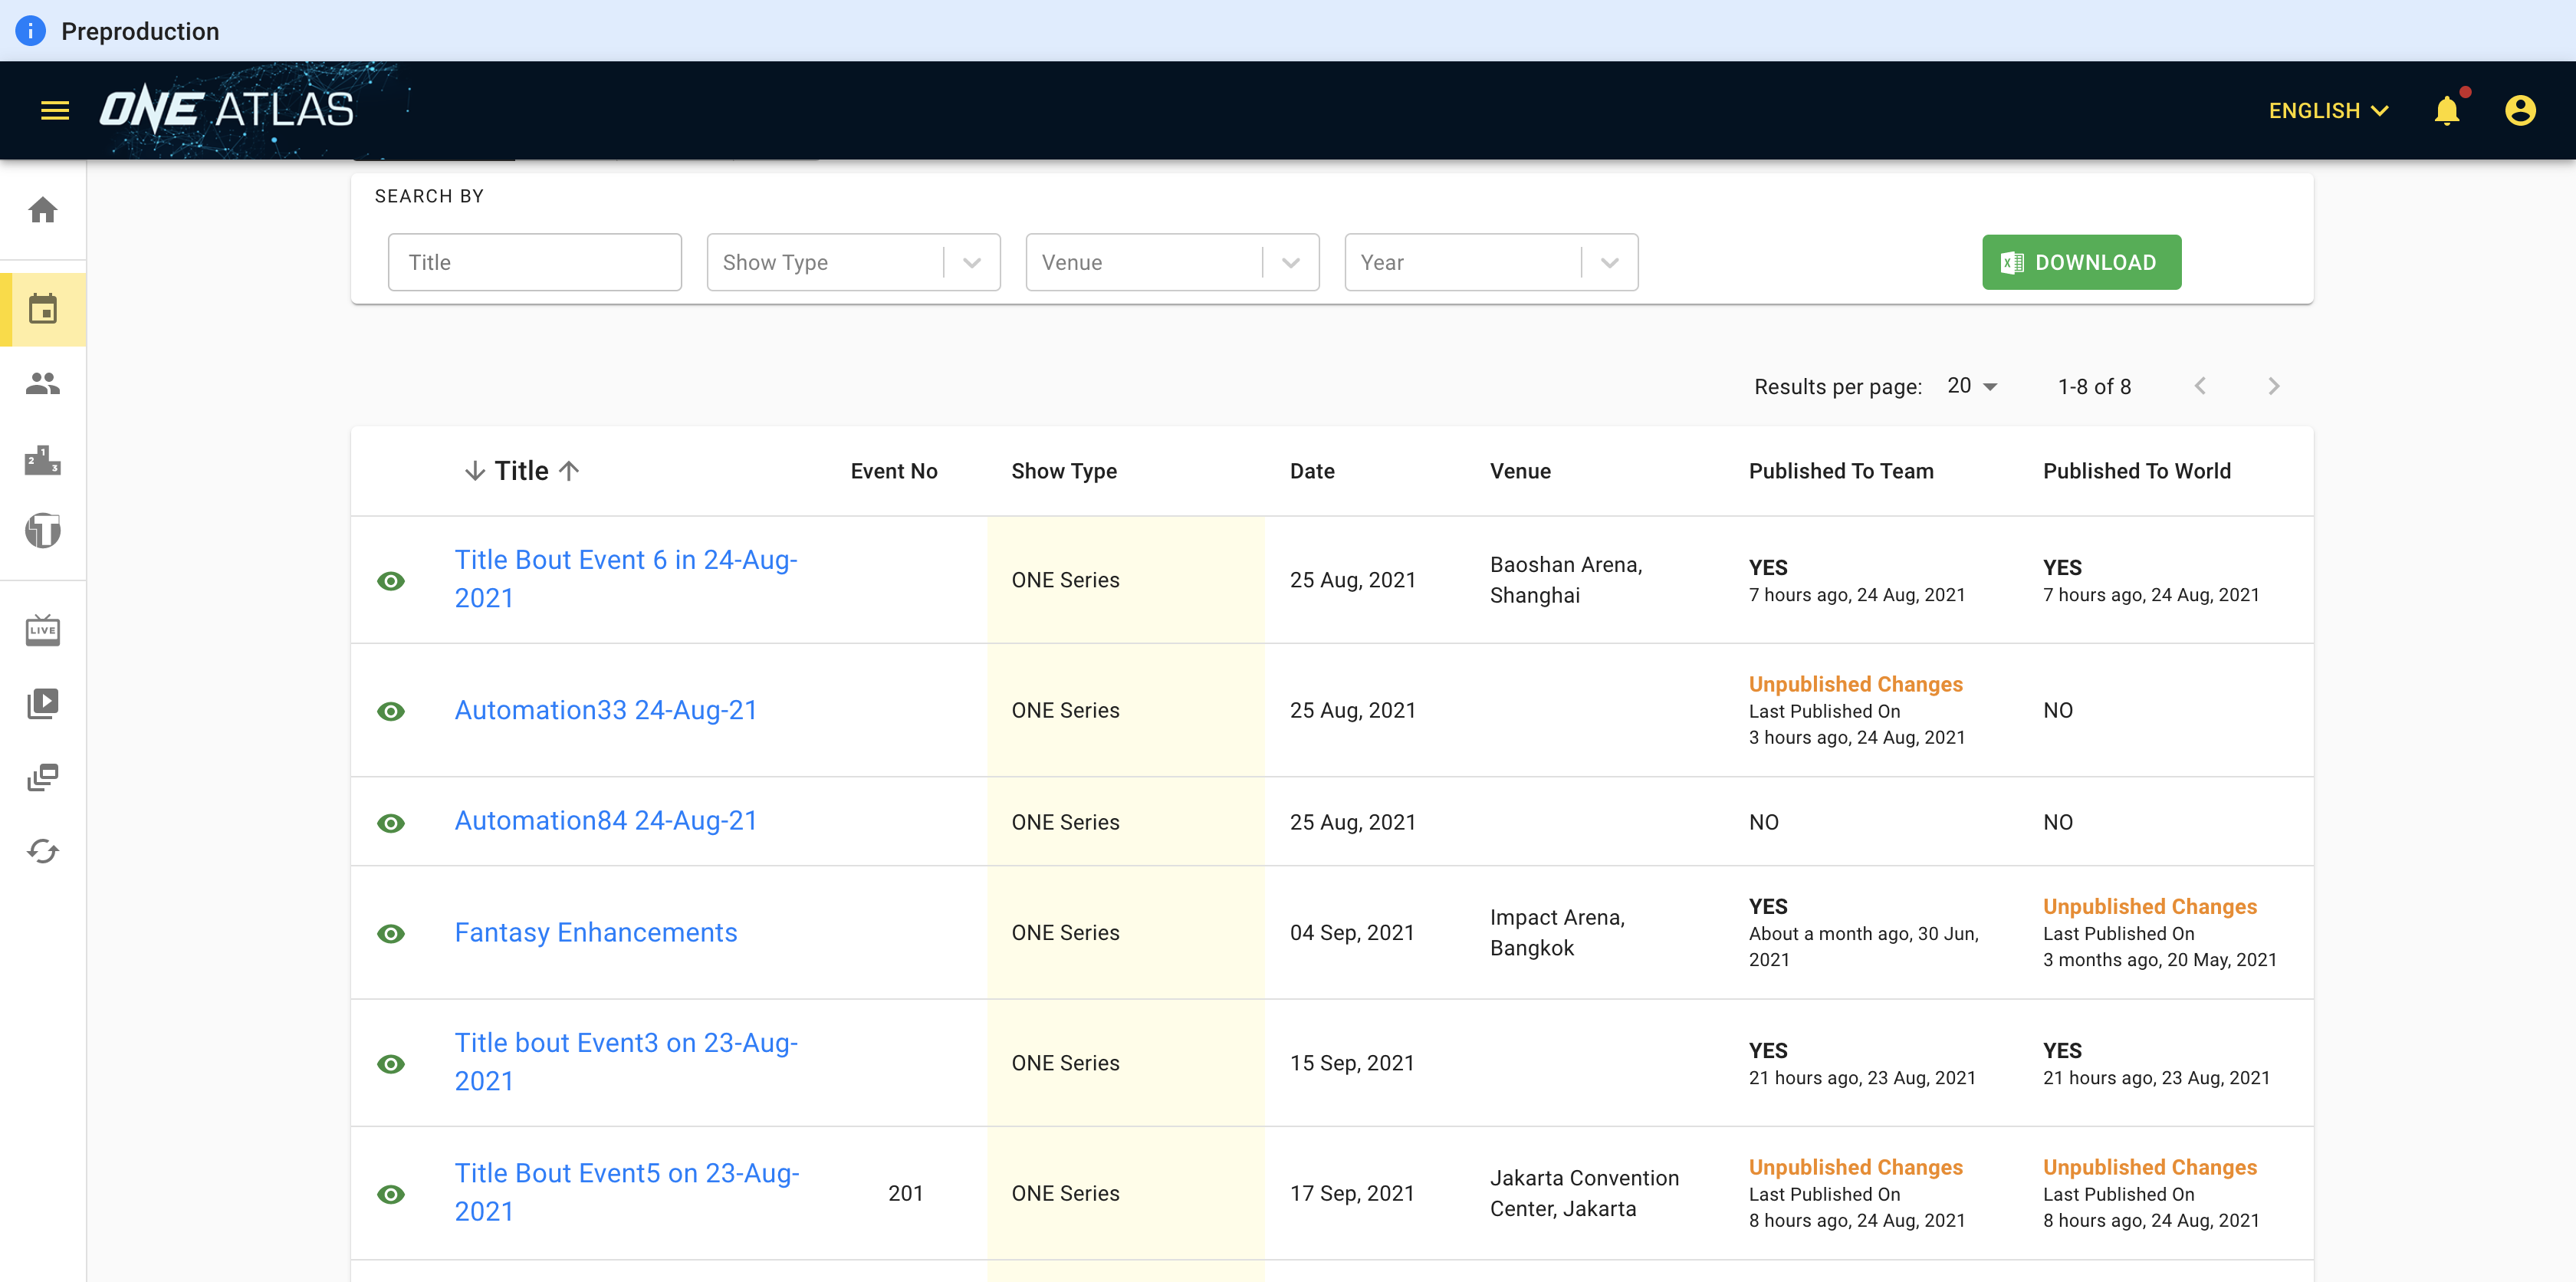 Preproduction
ONE ATLAS
ENGLISH
SEARCH BY
Title
Show Type
Venue
Year
DOWNLOAD
Results per page: 20 1-8 of 8
Title
Event No
Show Type
Date
Venue
Published To Team
Published To World
Title Bout Event 6 in 24-Aug-
2021
ONE Series
25 Aug, 2021
Baoshan Arena,
Shanghai
YES
7 hours ago, 24 Aug, 2021
YES
7 hours ago, 24 Aug, 2021
Automation33 24-Aug-21
ONE Series
25 Aug, 2021
Unpublished Changes
Last Published On
3 hours ago, 24 Aug, 2021
NO
Automation84 24-Aug-21
ONE Series
25 Aug, 2021
NO
NO
Fantasy Enhancements
ONE Series
04 Sep, 2021
Impact Arena,
Bangkok
YES
About a month ago, 30 Jun,
2021
Unpublished Changes
Last Published On
3 months ago, 20 May, 2021
Title bout Event3 on 23-Aug-
2021
ONE Series
15 Sep, 2021
YES
21 hours ago, 23 Aug, 2021
YES
21 hours ago, 23 Aug, 2021
LIVE
Title Bout Event5 on 23-Aug-
2021
201
ONE Series
17 Sep, 2021
Jakarta Convention
Center, Jakarta
Unpublished Changes
Last Published On
8 hours ago, 24 Aug, 2021
Unpublished Changes
Last Published On
8 hours ago, 24 Aug, 2021